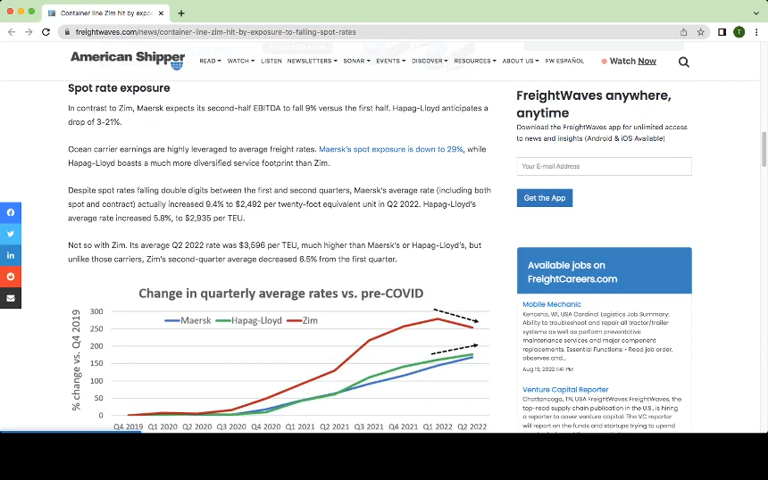 Container line Zim hit by expo
freightwaves.com/news/container-line-zim-hit-by-exposure-to-falling-spot-rates
T
American Shipper
READ
WATCH
LISTEN
NEWSLETTERS
SONAR
EVENTS
DISCOVER
RESOURCES
ABOUT US
FW ESPAÑOL
Watch Now
Spot rate exposure
In contrast to Zim, Maersk expects its second-half EBITDA to fall 9% versus the first half. Hapag-Lloyd anticipates a
drop of 3-21%.
Ocean carrier earnings are highly leveraged to average freight rates. Maersk's spot exposure is down to 29%, while
Hapag-Lloyd boasts a much more diversified service footprint than Zim.
Despite spot rates falling double digits between the first and second quarters, Maersk's average rate (including both
spot and contract) actually increased 9.4% to $2,492 per twenty-foot equivalent unit in Q2 2022. Hapag-Lloyd's
average rate increased 5.8%, to $2,935 per TEU.
Not so with Zim. Its average Q2 2022 rate was $3,596 per TEU, much higher than Maersk's or Hapag-Lloyd's, but
unlike those carriers, Zim's second-quarter average decreased 6.5% from the first quarter.
Change in quarterly average rates vs. pre-COVID
% change vs. Q4 2019
300
250
200
150
100
50
0
Maersk
Hapag-Lloyd
Zim
Q4 2019 Q1 2020 Q2 2020 Q3 2020 Q4 2020 Q1 2021 Q2 2021 Q3 2021 Q4 2021 Q1 2022 Q2 2022
FreightWaves anywhere,
anytime
Download the FreightWaves app for unlimited access
to news and insights (Android & iOS Available)
Your E-mail Address
Get the App
Available jobs on
FreightCareers.com
Mobile Mechanic
Kenosha, WI, USA Cardinal Logistics Job Summary:
Ability to troubleshoot and repair all tractor/trailer
systems as well as perform preventative
maintenance services and major component
replacements. Essential Functions: • Read job order,
observes and...
Aug 19, 2022 1:41 PM
Venture Capital Reporter
Chattanooga, TN, USA FreightWaves FreightWaves, the
top-read supply chain publication in the U.S., is hiring
a reporter to cover venture capital. The VC reporter
will report on the funds and startups trying to upend